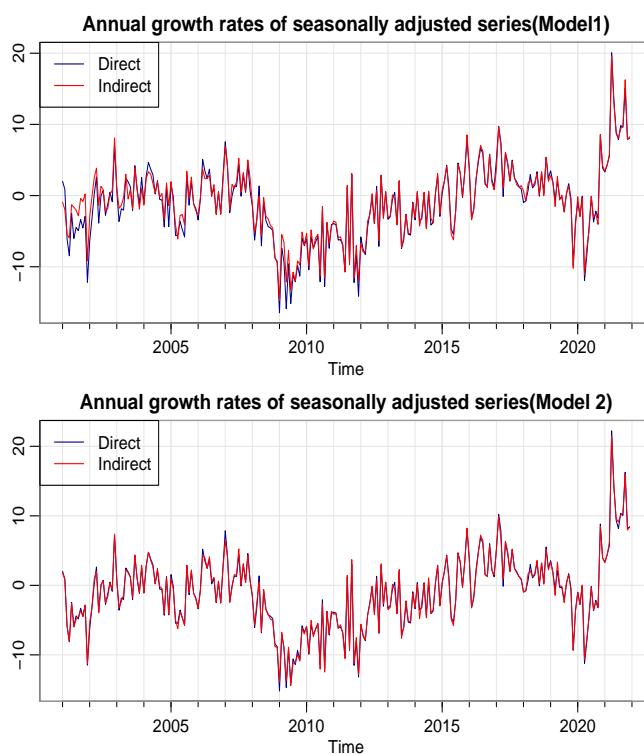 Annual growth rates of seasonally adjusted series(Model1)
Direct
Indirect
20
10
0
−10
2005
2010
2015
2020
Time
Annual growth rates of seasonally adjusted series(Model 2)
Direct
Indirect
20
10
0
−10
2005
2010
2015
2020
Time